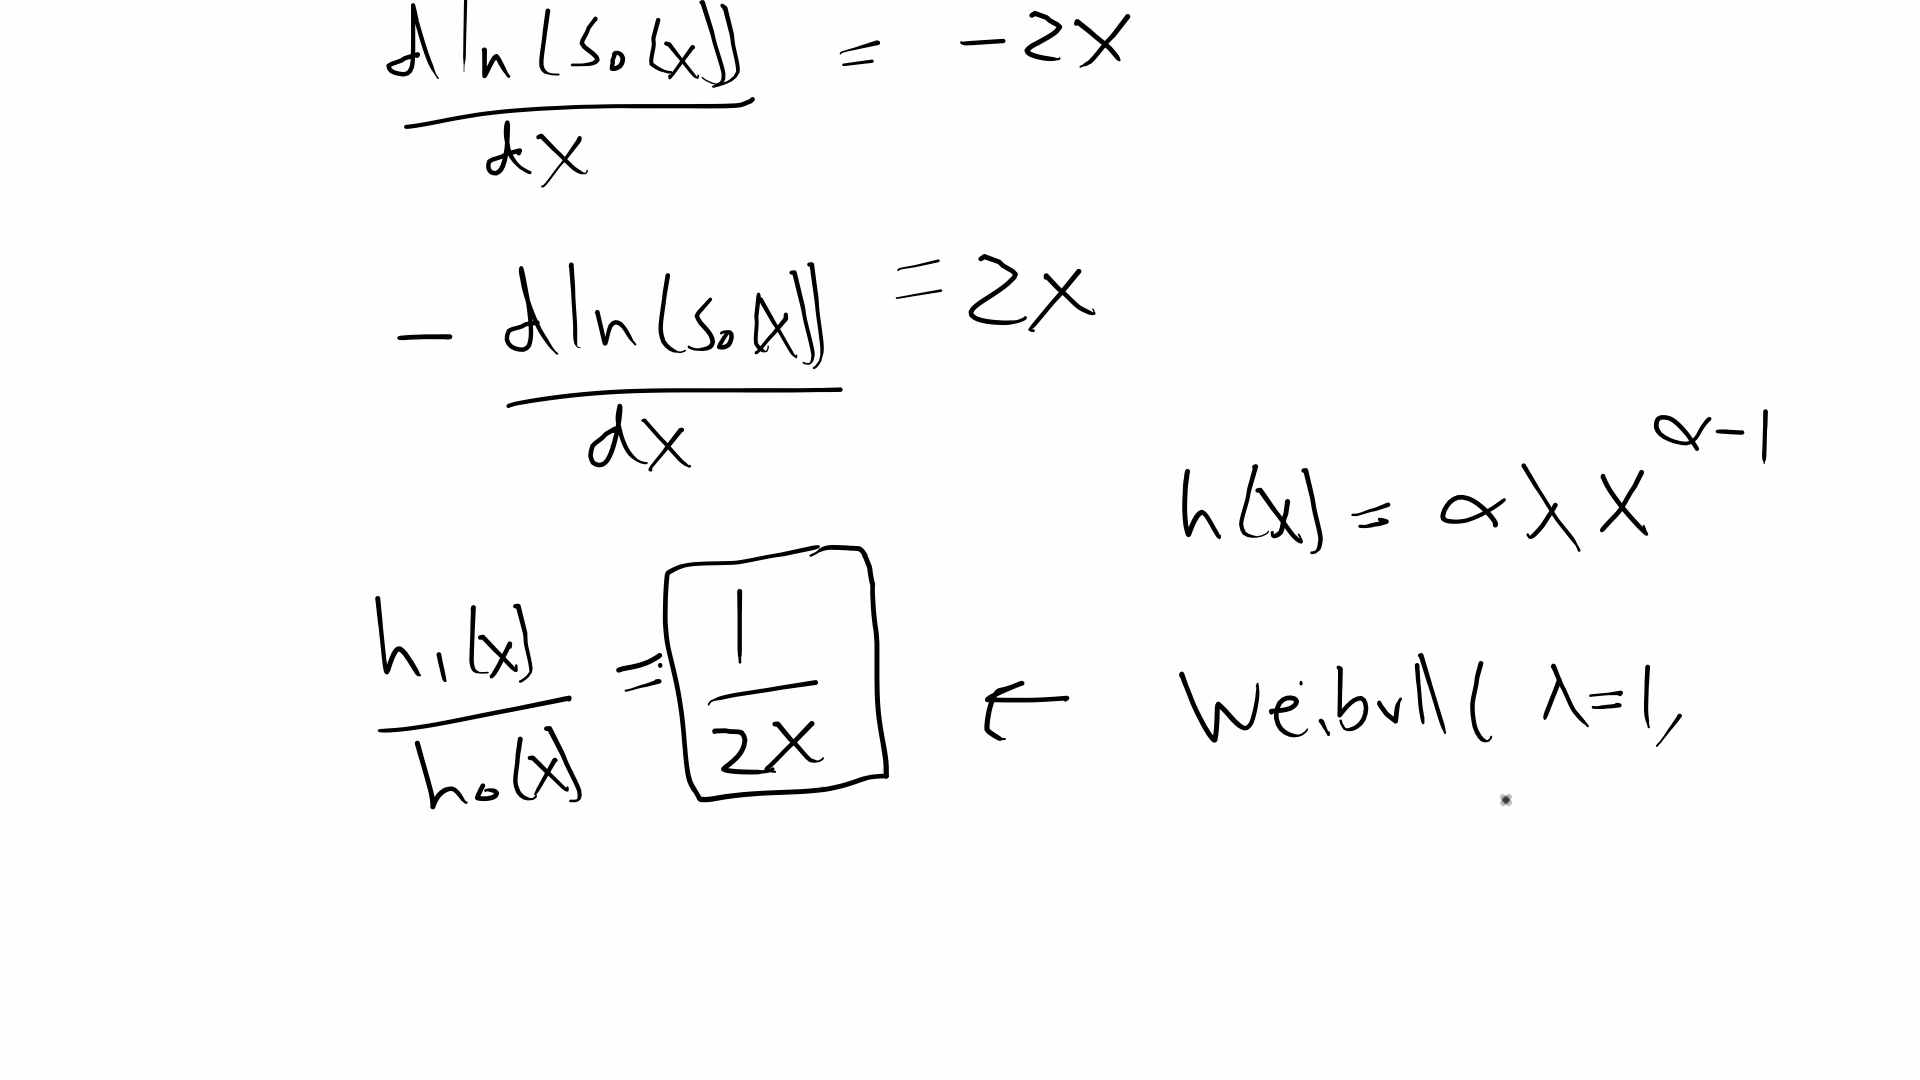 d ln(S₀(x)) / dx = -2x
- d ln(S₀(x)) / dx = 2x
h(x) = αλx^(α-1)
h₁(x) / h₀(x) = 1 / 2x ← Weibull( λ=1,